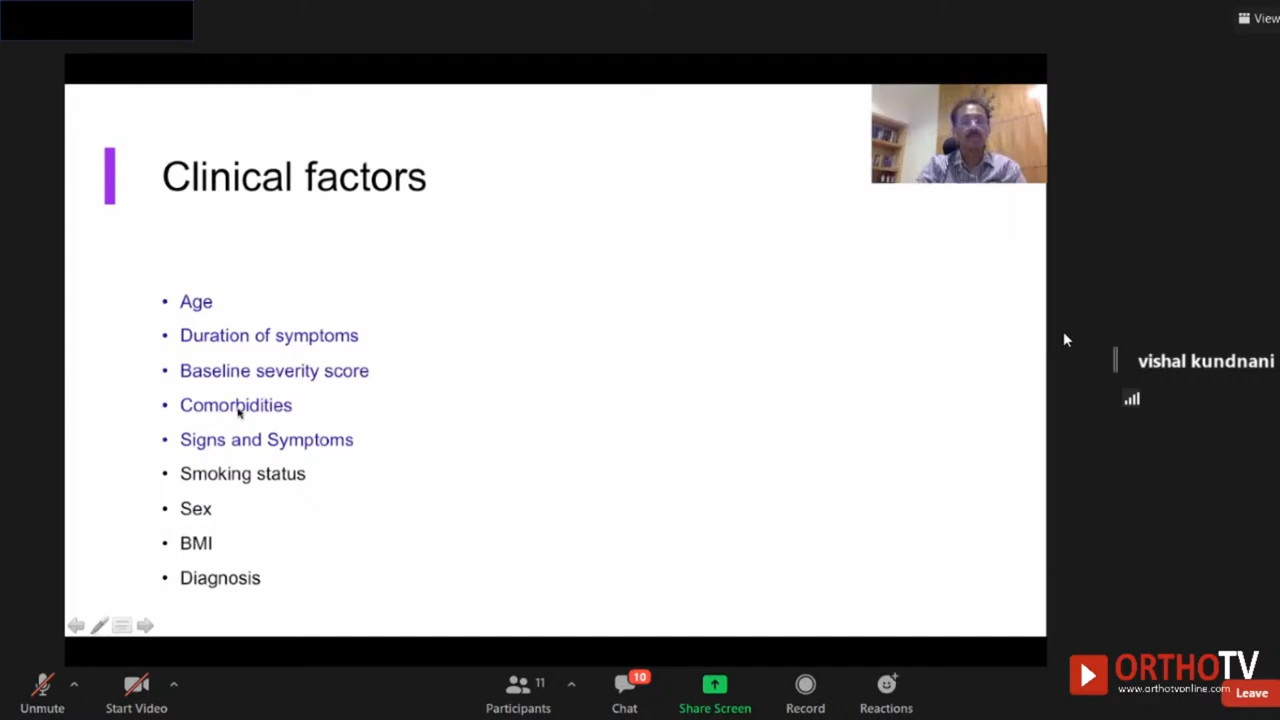 View
Clinical factors
• Age
• Duration of symptoms
• Baseline severity score
• Comorbidities
• Signs and Symptoms
• Smoking status
• Sex
• BMI
• Diagnosis
vishal kundnani
ORTHOTV
www.orthotvonline.com
Leave
Unmute
Start Video
11
Participants
10
Chat
Share Screen
Record
Reactions